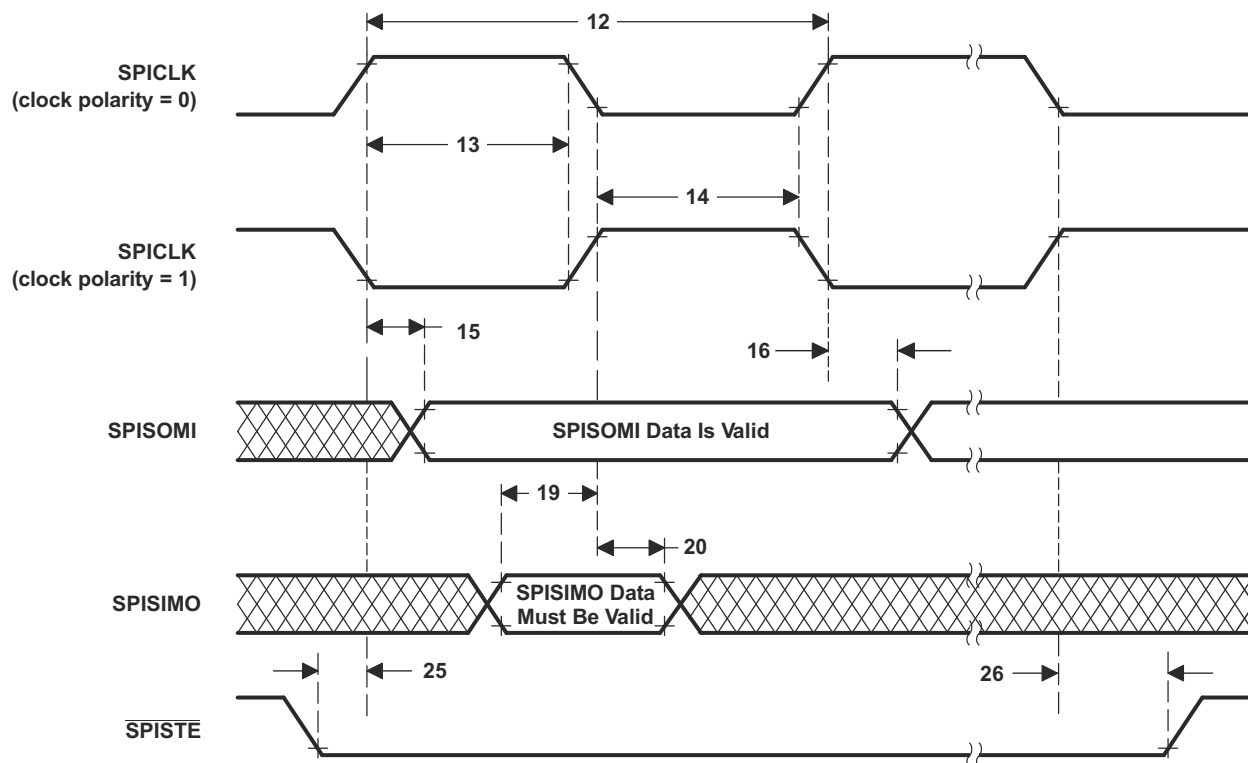 12
SPICLK
(clock polarity = 0)
13
14
SPICLK
(clock polarity = 1)
15
16
SPISOMI
SPISOMI Data Is Valid
19
20
SPISIMO
SPISIMO Data
Must Be Valid
25
26
SPISTE